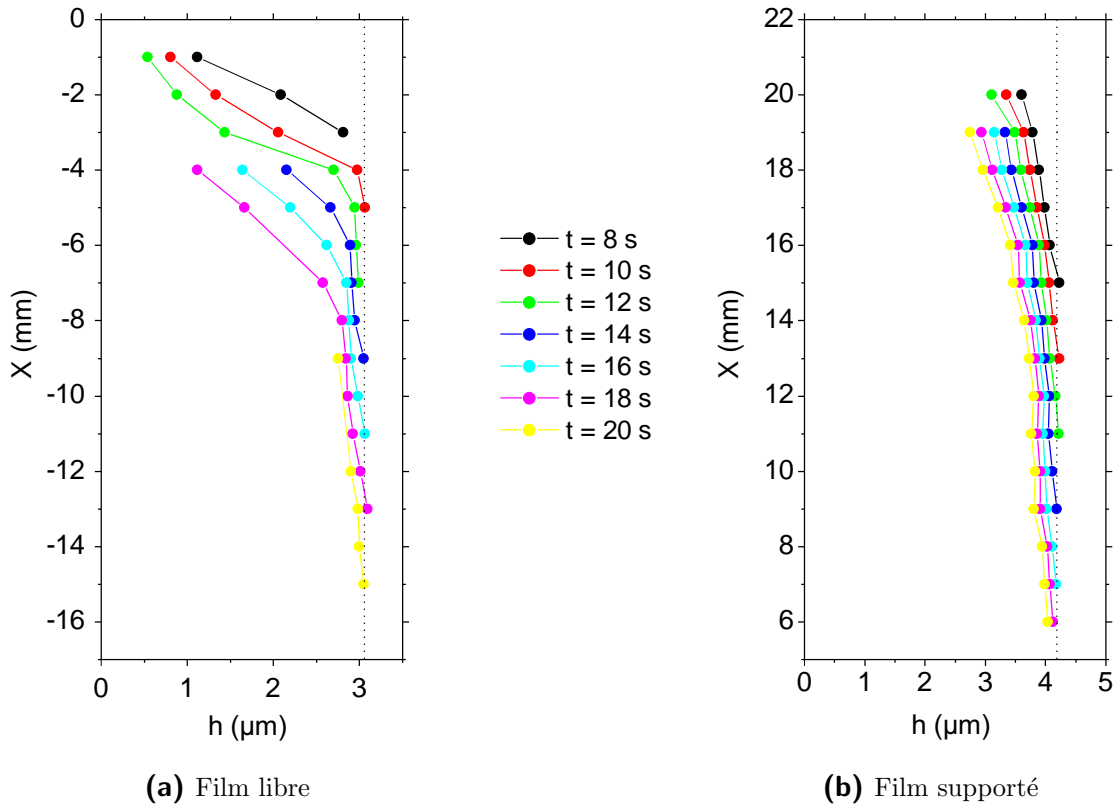 0
-2
-4
-6
-8
-10
-12
-14
-16
X (mm)
0 1 2 3
h (µm)
t = 8 s
t = 10 s
t = 12 s
t = 14 s
t = 16 s
t = 18 s
t = 20 s
22
20
18
16
14
12
10
8
6
X (mm)
0 1 2 3 4 5
h (µm)
(a) Film libre
(b) Film supporté